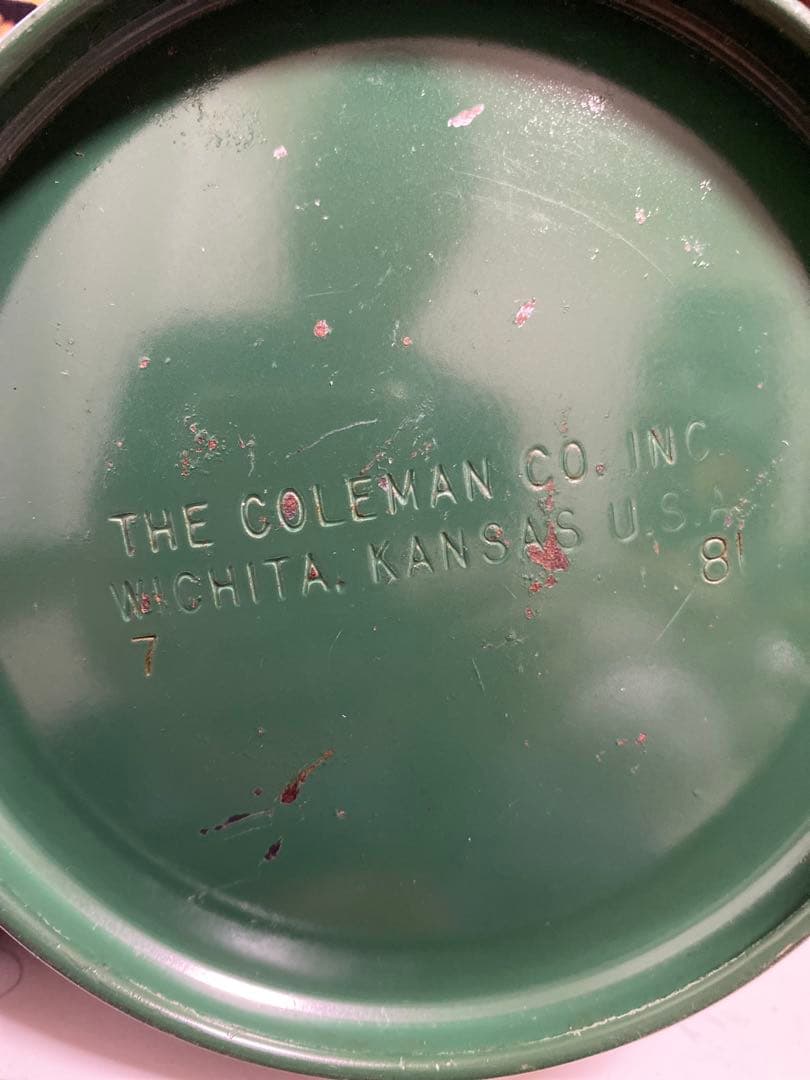 THE COLEMAN CO. INC.
WICHITA, KANSAS U.S.A
7 81